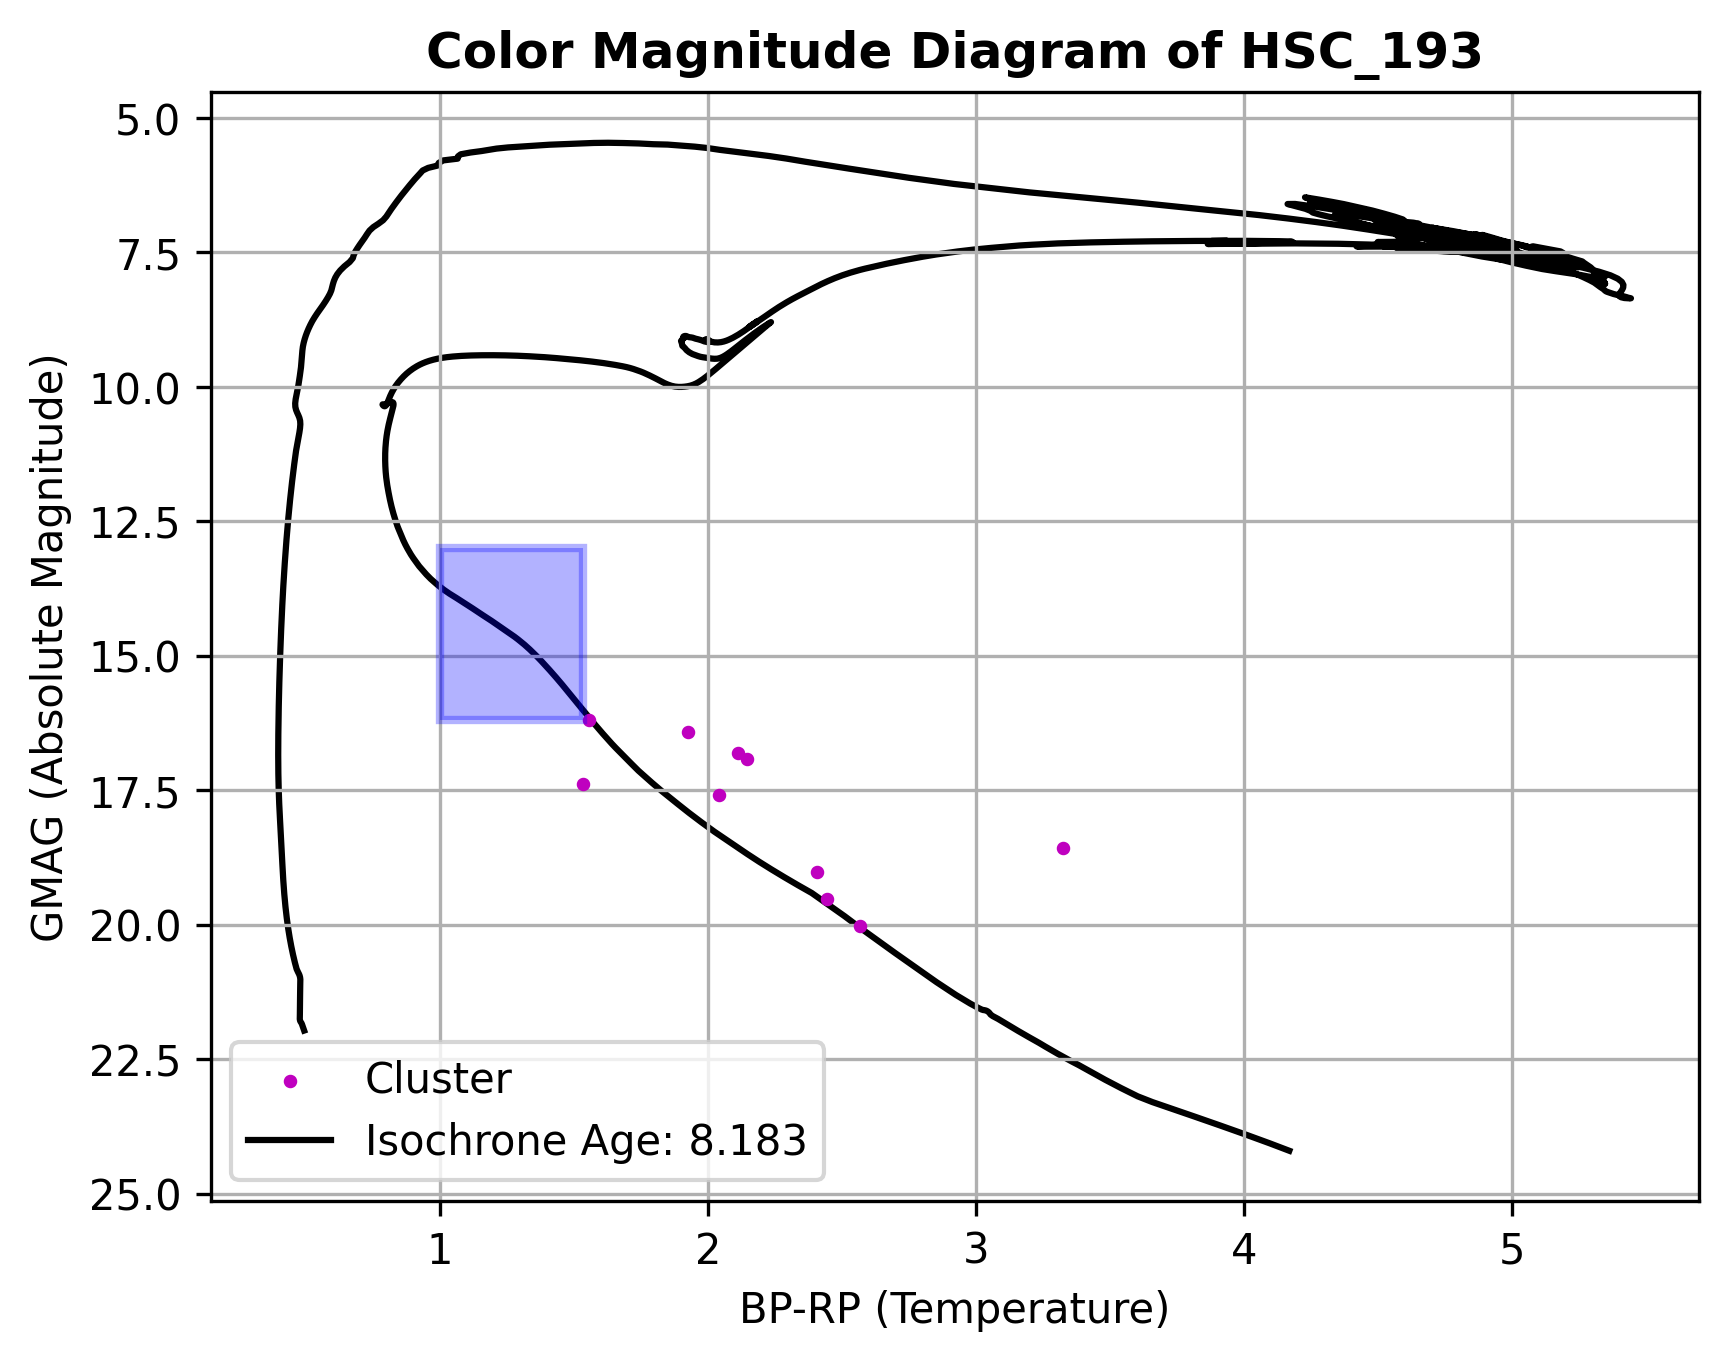 Color Magnitude Diagram of HSC_193
GMAG (Absolute Magnitude)
5.0
7.5
10.0
12.5
15.0
17.5
20.0
22.5
25.0
Cluster
Isochrone Age: 8.183
1 2 3 4 5
BP-RP (Temperature)